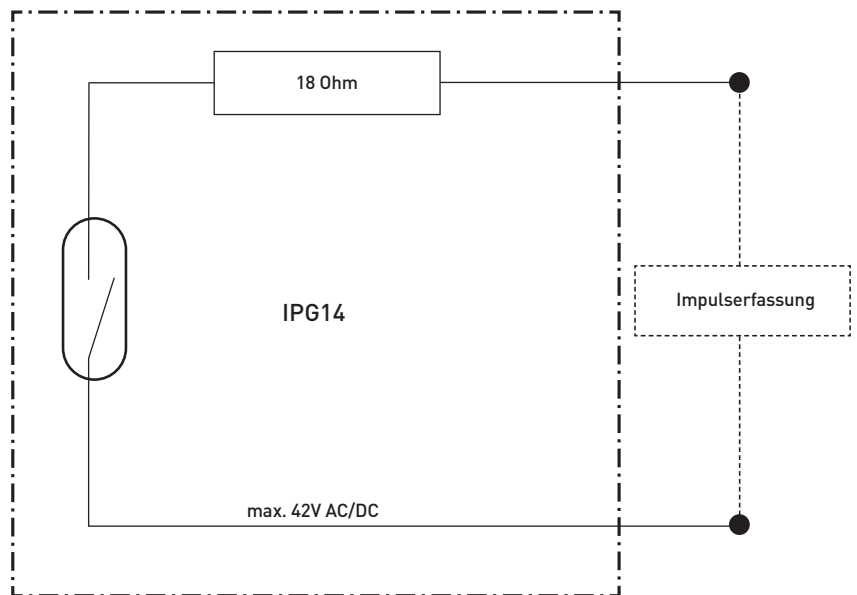 18 Ohm
IPG14
Impulserfassung
max. 42V AC/DC